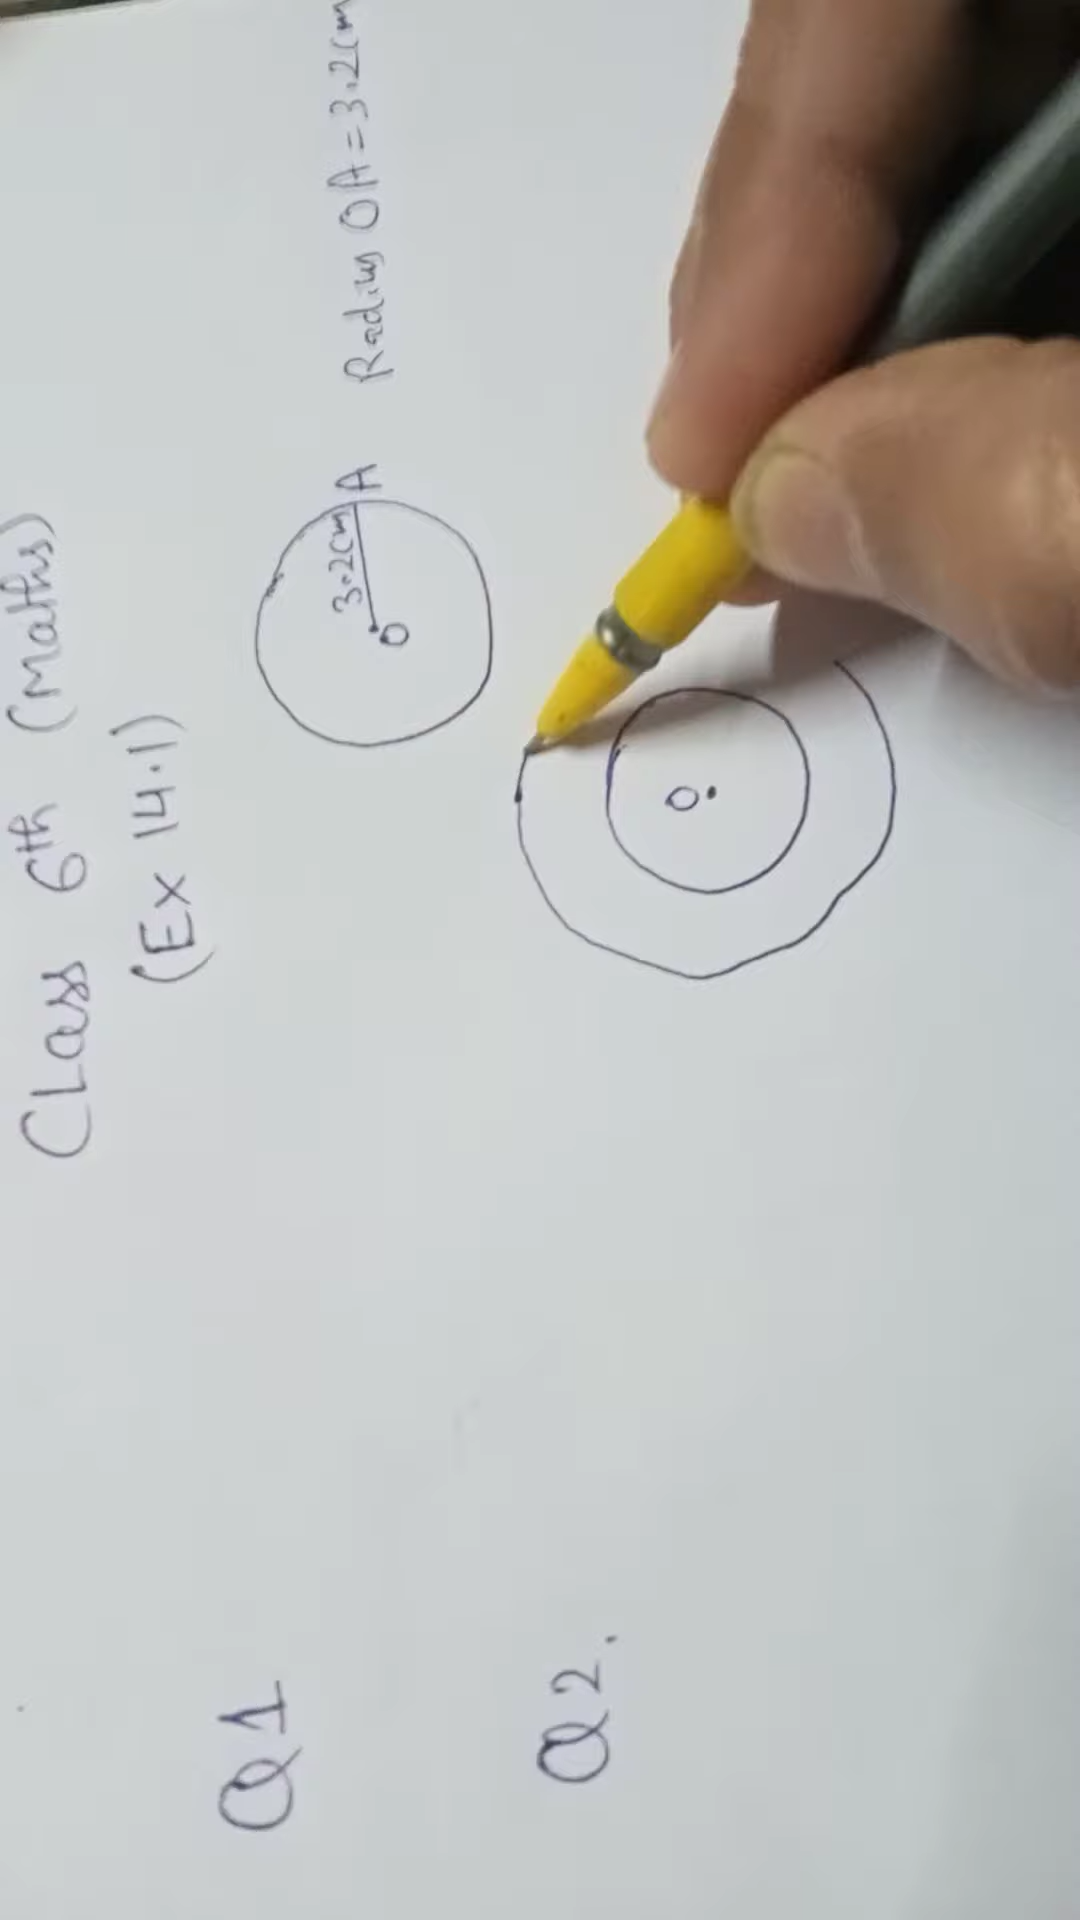 CLass 6th (Maths)
(Ex 14.1)
Q1
3.2cm
O
A
Radius OA = 3.2cm
Q2.
O